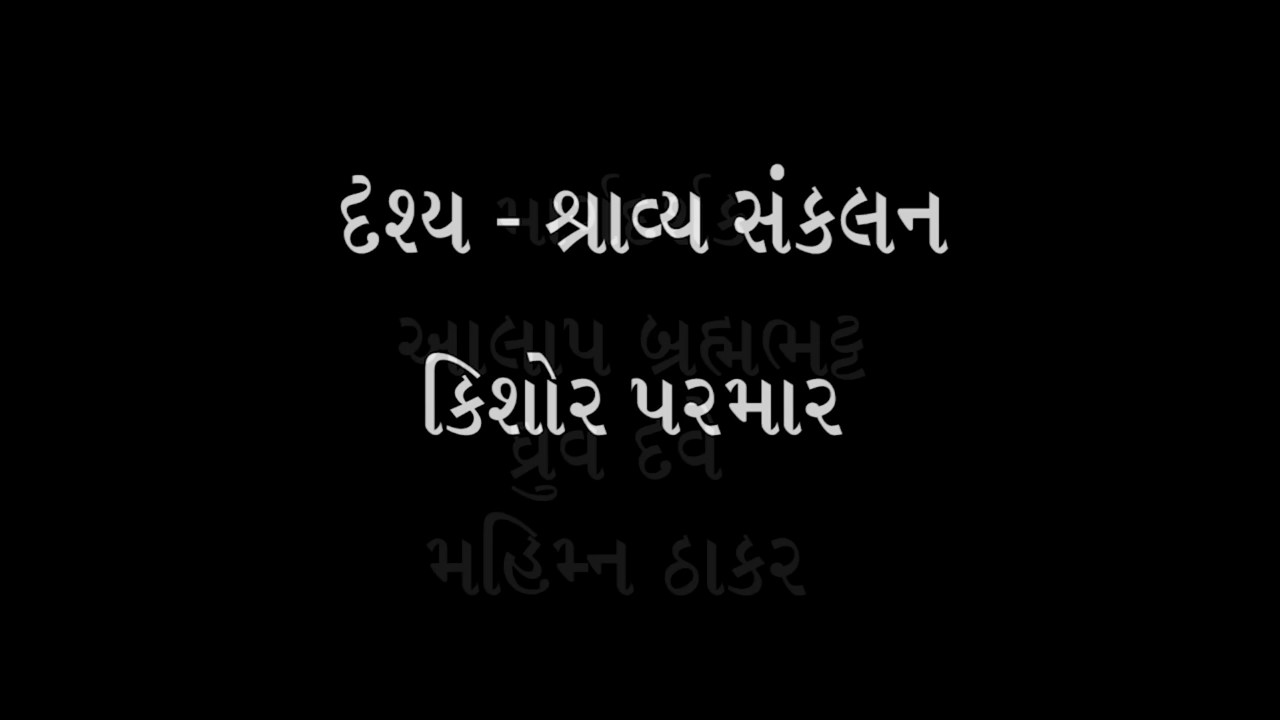 દૃશ્ય - શ્રાવ્ય સંકલન
આલાપ બ્રહ્મભટ્ટ
કિશોર પરમાર
ધ્રુવ દવે
મહિમ્ન ઠાકર